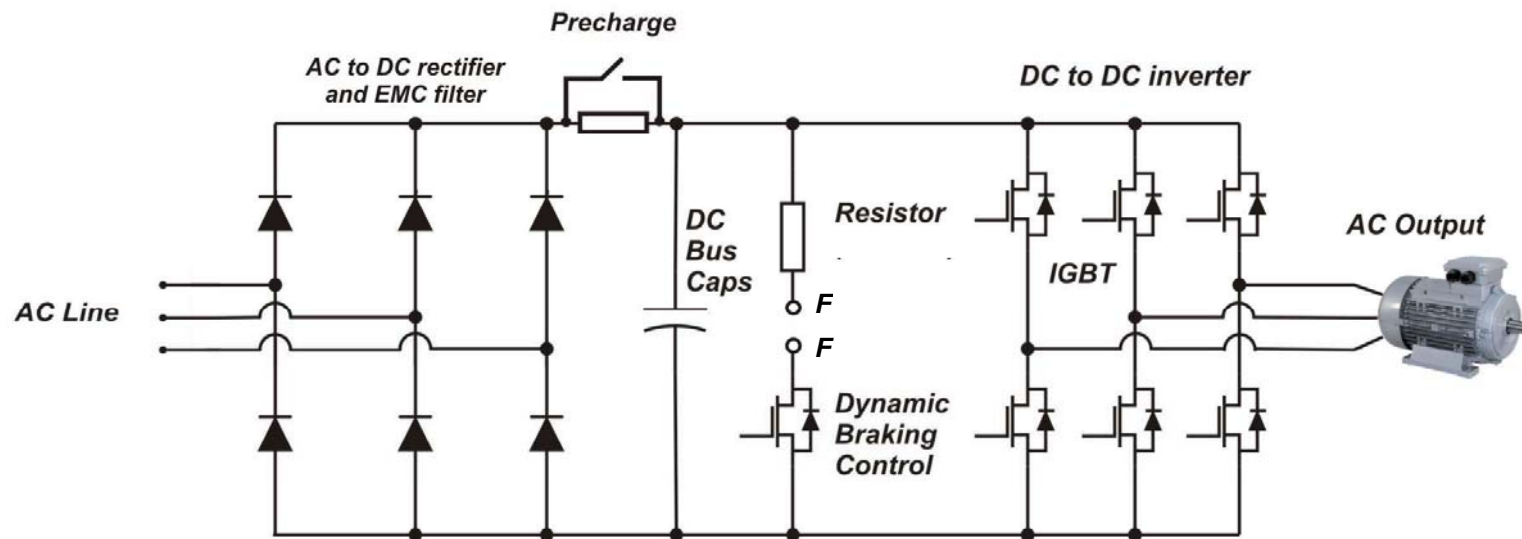 Precharge
AC to DC rectifier
and EMC filter
DC to DC inverter
DC
Bus
Caps
Resistor
IGBT
AC Output
AC Line
F
F
Dynamic
Braking
Control